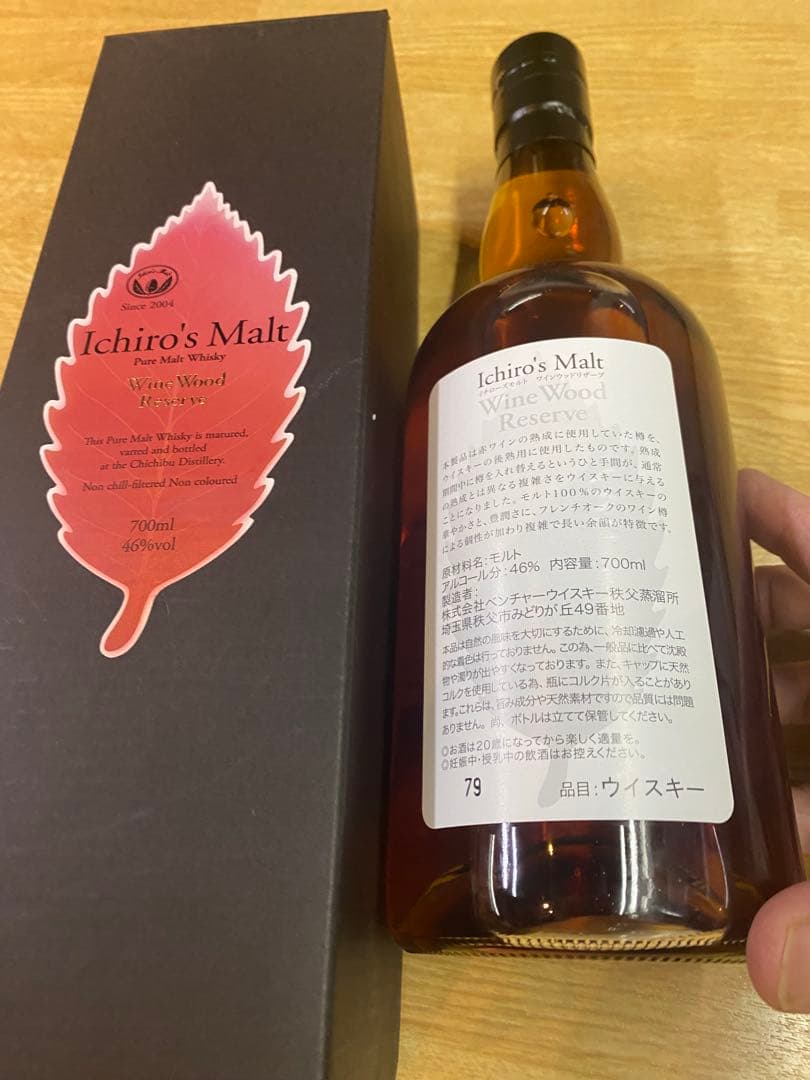 Ichiro's Malt
Since 2004
Ichiro's Malt
Pure Malt Whisky
Wine Wood
Reserve
This Pure Malt Whisky is matured,
vatted and bottled
at the Chichibu Distillery.
Non chill-filtered Non coloured
700ml
46%vol
Ichiro's Malt
イチローズモルト ワインウッドリザーブ
Wine Wood
Reserve
本製品は赤ワインの熟成に使用していた樽を、
ウイスキーの後熟用に使用したものです。熟成
期間中に樽を入れ替えるというひと手間が、通常
の熟成とは異なる複雑さをウイスキーに与える
ことになりました。モルト100%のウイスキーの
華やかさと、豊潤さに、フレンチオークのワイン樽
による個性が加わり複雑で長い余韻が特徴です。
原材料名:モルト
アルコール分:46% 内容量:700ml
製造者:
株式会社ベンチャーウイスキー秩父蒸溜所
埼玉県秩父市みどりが丘49番地
本品は自然の風味を大切にするために、冷却濾過や人工
的な着色は行っておりません。この為、一般品に比べて沈殿
物や濁りが出やすくなっております。また、キャップに天然
コルクを使用している為、瓶にコルク片が入ることがあり
ます。これらは、旨み成分や天然素材ですので品質には問題
ありません。尚、ボトルは立てて保管してください。
◎お酒は20歳になってから楽しく適量を。
◎妊娠中・授乳中の飲酒はお控えください。
79
品目:ウイスキー